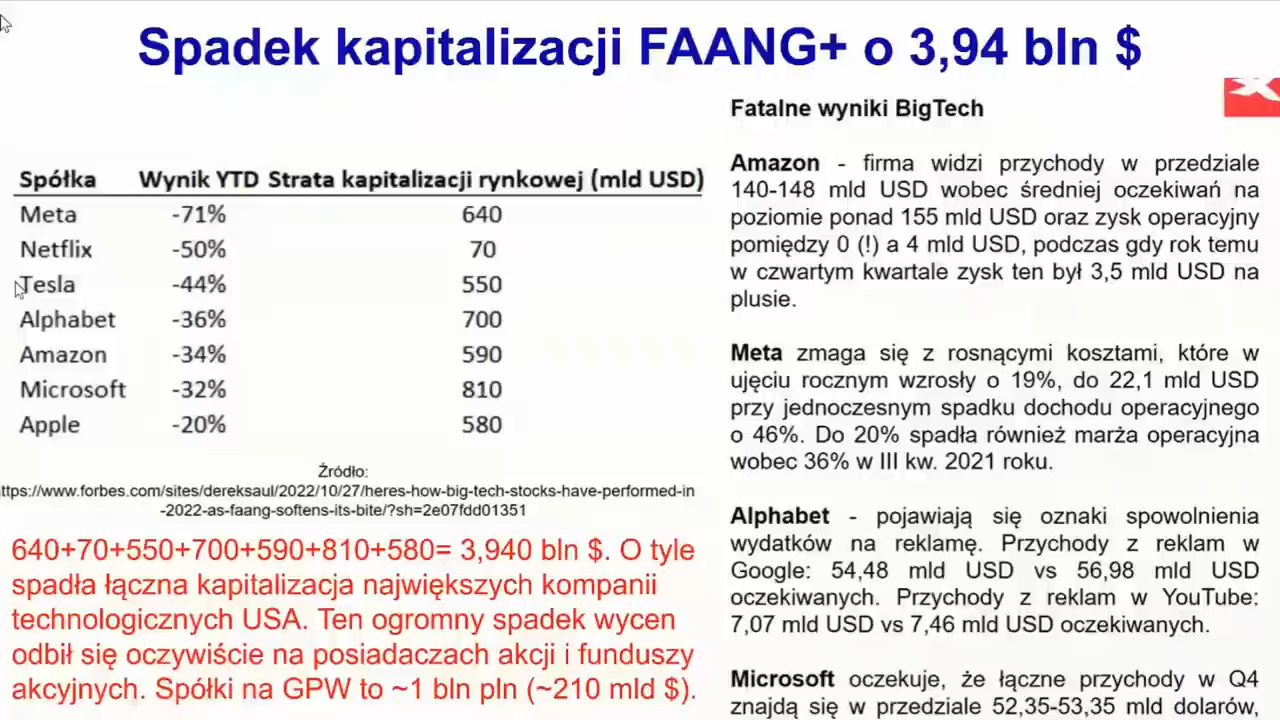 Spadek kapitalizacji FAANG+ o 3,94 bln $
Spółka Wynik YTD Strata kapitalizacji rynkowej (mld USD)
Meta -71% 640
Netflix -50% 70
Tesla -44% 550
Alphabet -36% 700
Amazon -34% 590
Microsoft -32% 810
Apple -20% 580
Źródło:
ttps://www.forbes.com/sites/dereksaul/2022/10/27/heres-how-big-tech-stocks-have-performed-in
-2022-as-faang-softens-its-bite/?sh=2e07fdd01351
640+70+550+700+590+810+580= 3,940 bln $. O tyle
spadła łączna kapitalizacja największych kompanii
technologicznych USA. Ten ogromny spadek wycen
odbił się oczywiście na posiadaczach akcji i funduszy
akcyjnych. Spółki na GPW to ~1 bln pln (~210 mld $).
Fatalne wyniki BigTech
Amazon - firma widzi przychody w przedziale
140-148 mld USD wobec średniej oczekiwań na
poziomie ponad 155 mld USD oraz zysk operacyjny
pomiędzy 0 (!) a 4 mld USD, podczas gdy rok temu
w czwartym kwartale zysk ten był 3,5 mld USD na
plusie.
Meta zmaga się z rosnącymi kosztami, które w
ujęciu rocznym wzrosły o 19%, do 22,1 mld USD
przy jednoczesnym spadku dochodu operacyjnego
o 46%. Do 20% spadła również marża operacyjna
wobec 36% w III kw. 2021 roku.
Alphabet - pojawiają się oznaki spowolnienia
wydatków na reklamę. Przychody z reklam w
Google: 54,48 mld USD vs 56,98 mld USD
oczekiwanych. Przychody z reklam w YouTube:
7,07 mld USD vs 7,46 mld USD oczekiwanych.
Microsoft oczekuje, że łączne przychody w Q4
znajdą się w przedziale 52,35-53,35 mld dolarów,